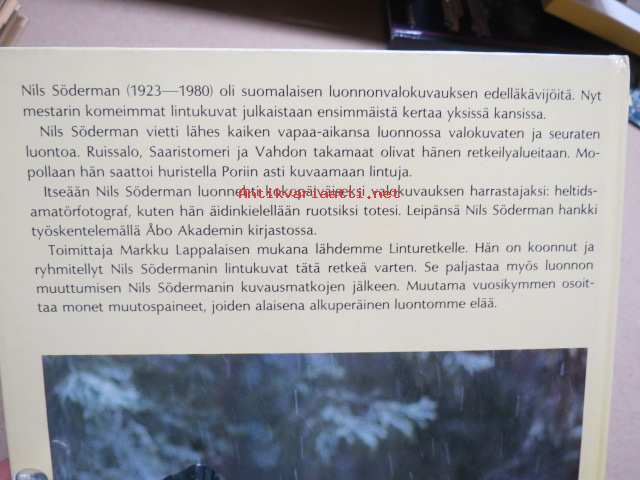 Nils Söderman (1923—1980) oli suomalaisen luonnonvalokuvauksen edelläkävijöitä. Nyt
mestarin komeimmat lintukuvat julkaistaan ensimmäistä kertaa yksissä kansissa.
Nils Söderman vietti lähes kaiken vapaa-aikansa luonnossa valokuvaten ja seuraten
luontoa. Ruissalo, Saaristomeri ja Vahdon takamaat olivat hänen retkeilyalueitaan. Mo-
pollaan hän saattoi huristella Poriin asti kuvaamaan lintuja.
Itseään Nils Söderman luonnehti kokopäiväiseksi valokuvauksen harrastajaksi: heltids-
Antikvariaatti.net
amatörfotograf, kuten hän äidinkielellään ruotsiksi totesi. Leipänsä Nils Söderman hankki
työskentelemällä Åbo Akademin kirjastossa.
Toimittaja Markku Lappalaisen mukana lähdemme Linturetkelle. Hän on koonnut ja
ryhmitellyt Nils Södermanin lintukuvat tätä retkeä varten. Se paljastaa myös luonnon
muuttumisen Nils Södermanin kuvausmatkojen jälkeen. Muutama vuosikymmen osoit-
taa monet muutospaineet, joiden alaisena alkuperäinen luontomme elää.